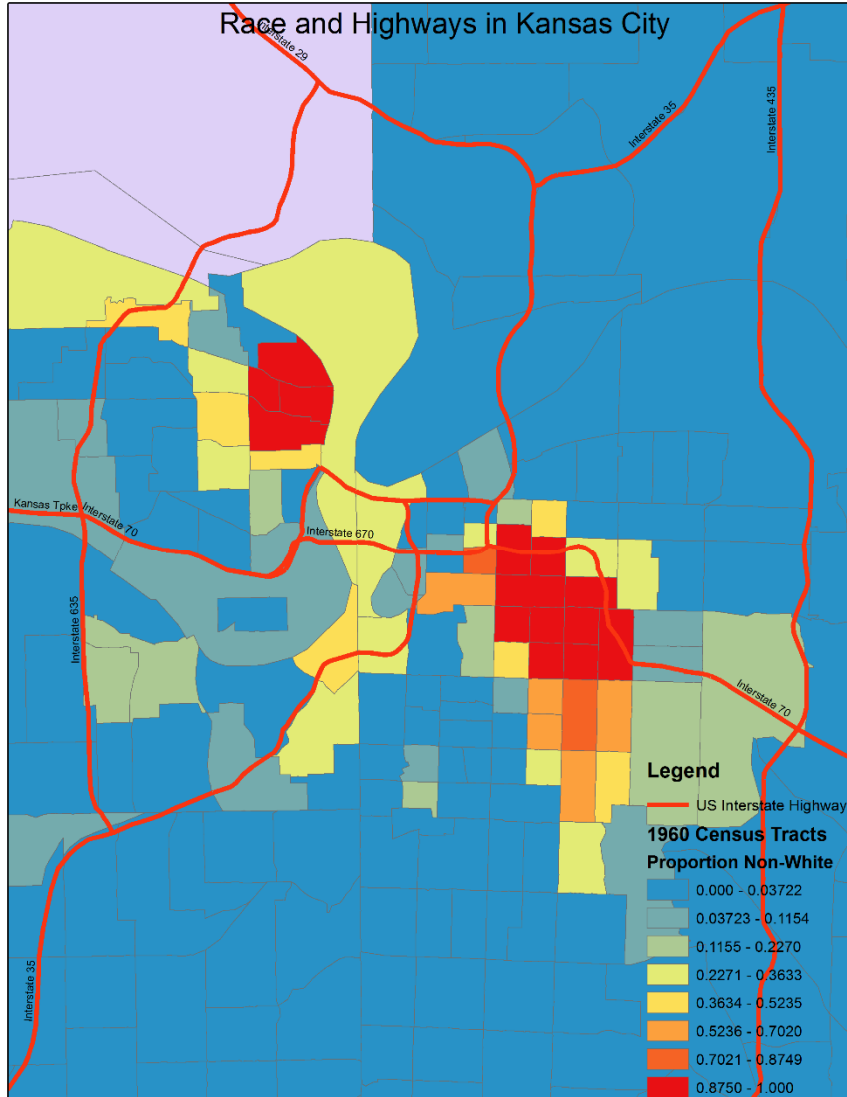 Race and Highways in Kansas City
Interstate 29
Interstate 35
Interstate 435
Kansas Tpke
Interstate 70
Interstate 670
Interstate 635
Interstate 70
Interstate 35
Legend
US Interstate Highway
1960 Census Tracts
Proportion Non-White
0.000 - 0.03722
0.03723 - 0.1154
0.1155 - 0.2270
0.2271 - 0.3633
0.3634 - 0.5235
0.5236 - 0.7020
0.7021 - 0.8749
0.8750 - 1.000